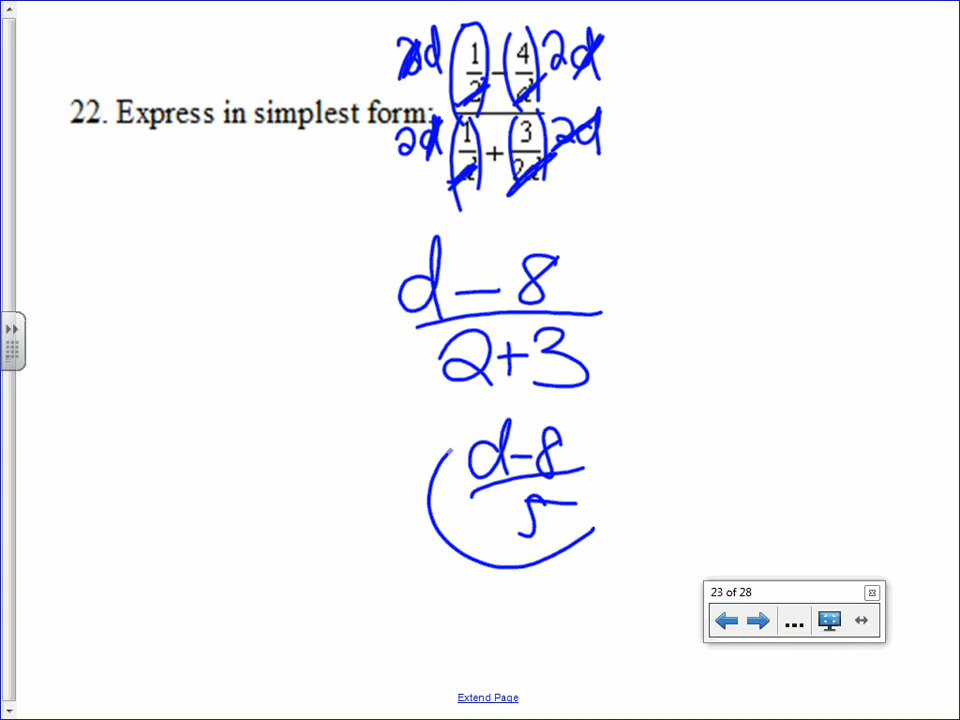 2d (1/2) − (4/d) 2d
22. Express in simplest form:
2d (1/d) + (3/2d) 2d
d − 8
2 + 3
d − 8
5
23 of 28
...
Extend Page